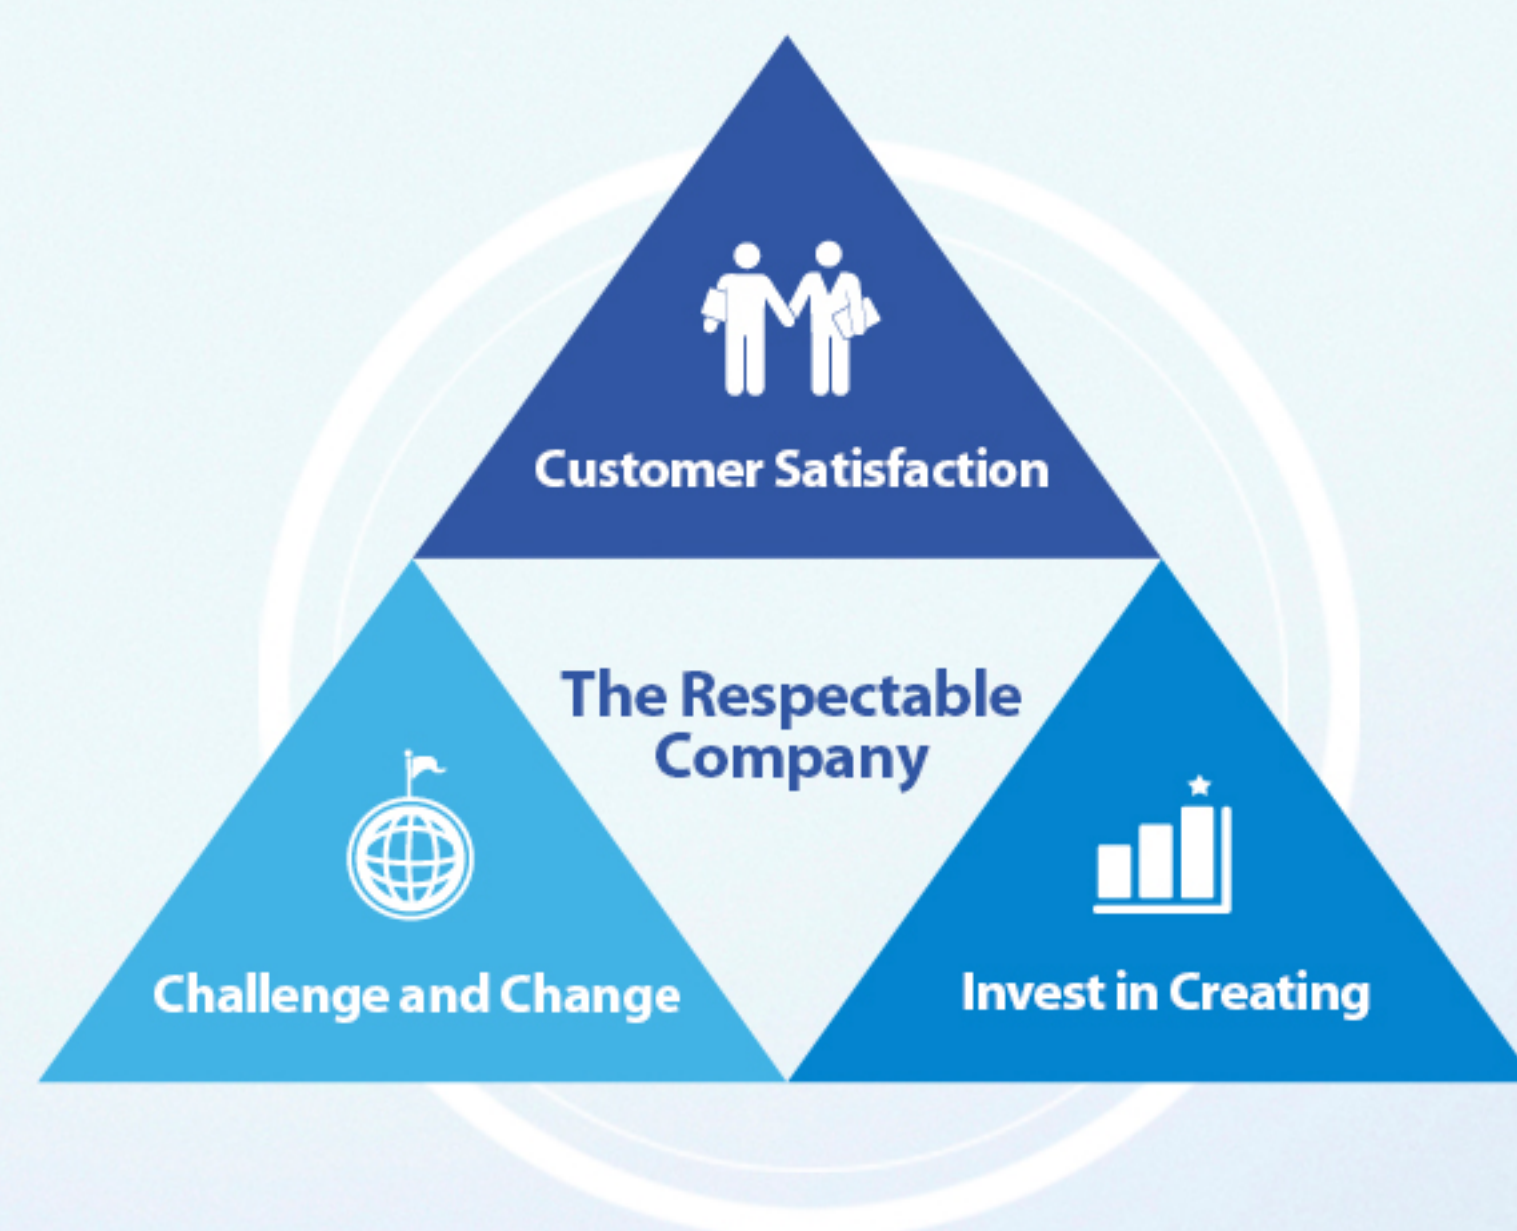 Customer Satisfaction
The Respectable
Company
Challenge and Change
Invest in Creating